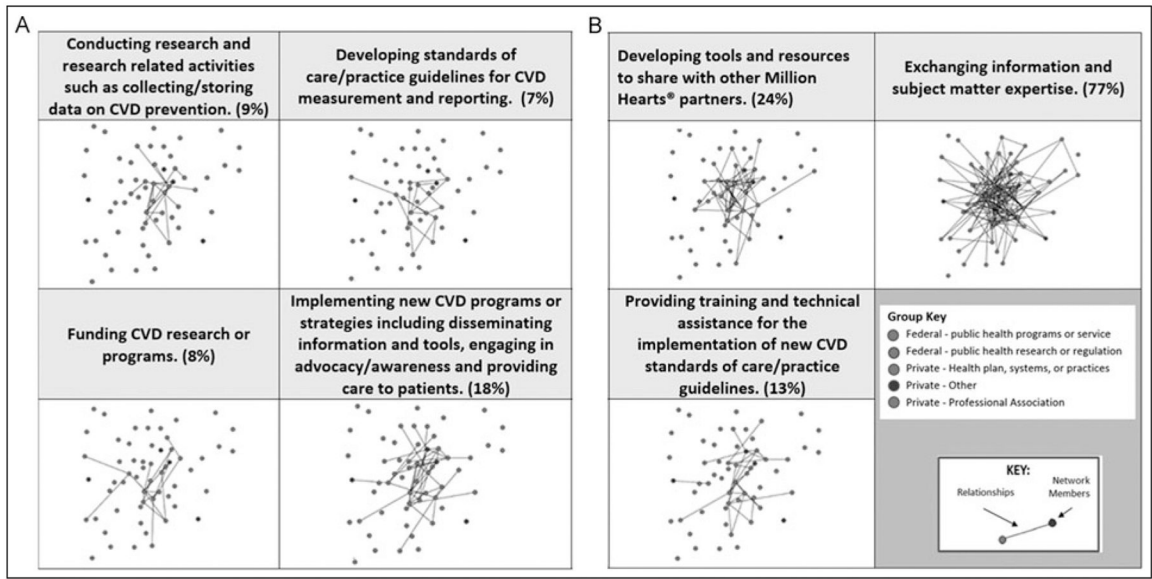 A
Conducting research and
research related activities
such as collecting/storing
data on CVD prevention. (9%)
Developing standards of
care/practice guidelines for CVD
measurement and reporting. (7%)
Funding CVD research or
programs. (8%)
Implementing new CVD programs or
strategies including disseminating
information and tools, engaging in
advocacy/awareness and providing
care to patients. (18%)
B
Developing tools and resources
to share with other Million
Hearts® partners. (24%)
Exchanging information and
subject matter expertise. (77%)
Providing training and technical
assistance for the
implementation of new CVD
standards of care/practice
guidelines. (13%)
Group Key
Federal - public health programs or service
Federal - public health research or regulation
Private - Health plan, systems, or practices
Private - Other
Private - Professional Association
KEY:
Relationships
Network
Members